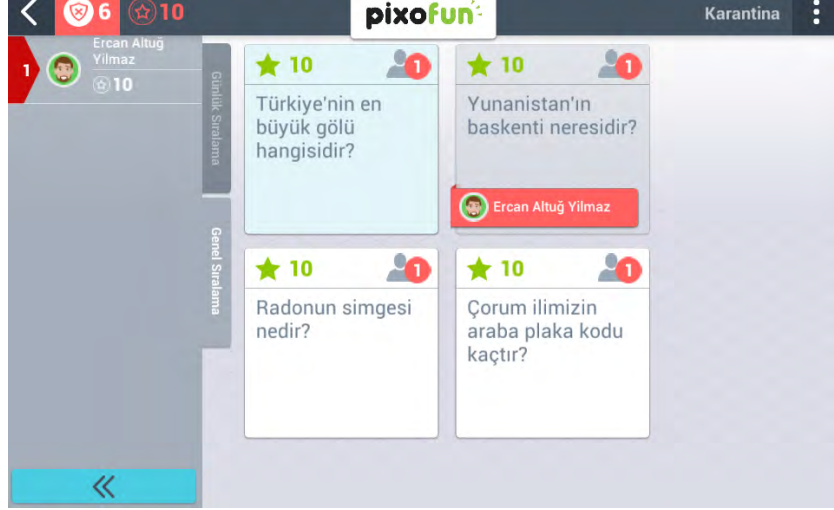 6
10
pixofun
Karantina
1
Ercan Altuğ
Yilmaz
10
Günlük Sıralama
Genel Sıralama
10
1
Türkiye'nin en
büyük gölü
hangisidir?
10
1
Yunanistan'ın
baskenti neresidir?
Ercan Altuğ Yilmaz
10
1
Radonun simgesi
nedir?
10
1
Çorum ilimizin
araba plaka kodu
kaçtır?